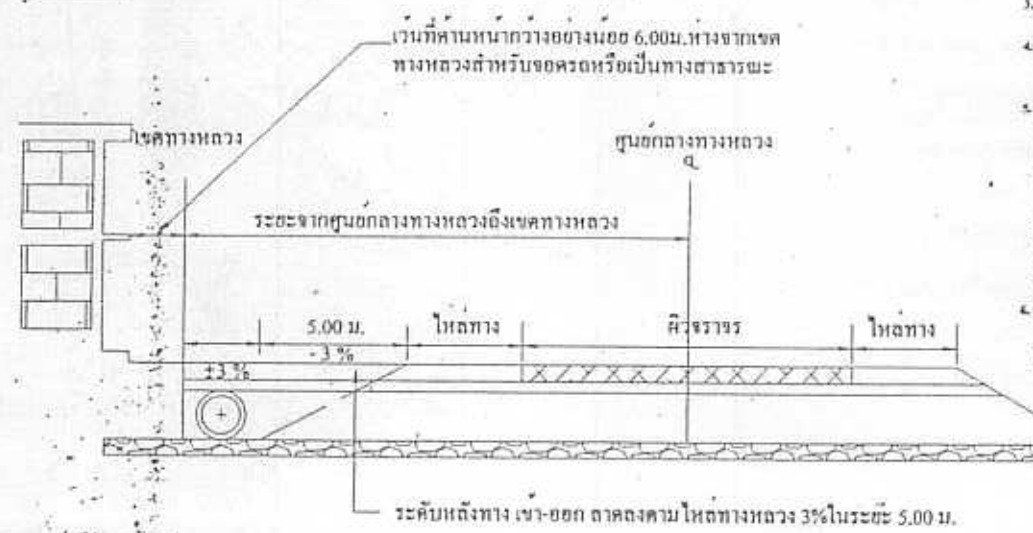 เว้นที่ด้านหน้ากว้างอย่างน้อย 6.00ม.ห่างจากเขต
ทางหลวงสำหรับจอดรถหรือเป็นทางสาธารณะ
3.
4.
5.
เขตทางหลวง
ศูนย์กลางทางหลวง
ระยะจากศูนย์กลางทางหลวงถึงเขตทางหลวง
5.00 ม. ไหล่ทาง ผิวจราจร ไหล่ทาง
- 3 %
±3 %
ระดับหลังทาง เข้า-ออก ลาดลงตามไหล่ทางหลวง 3%ในระยะ 5.00 ม.